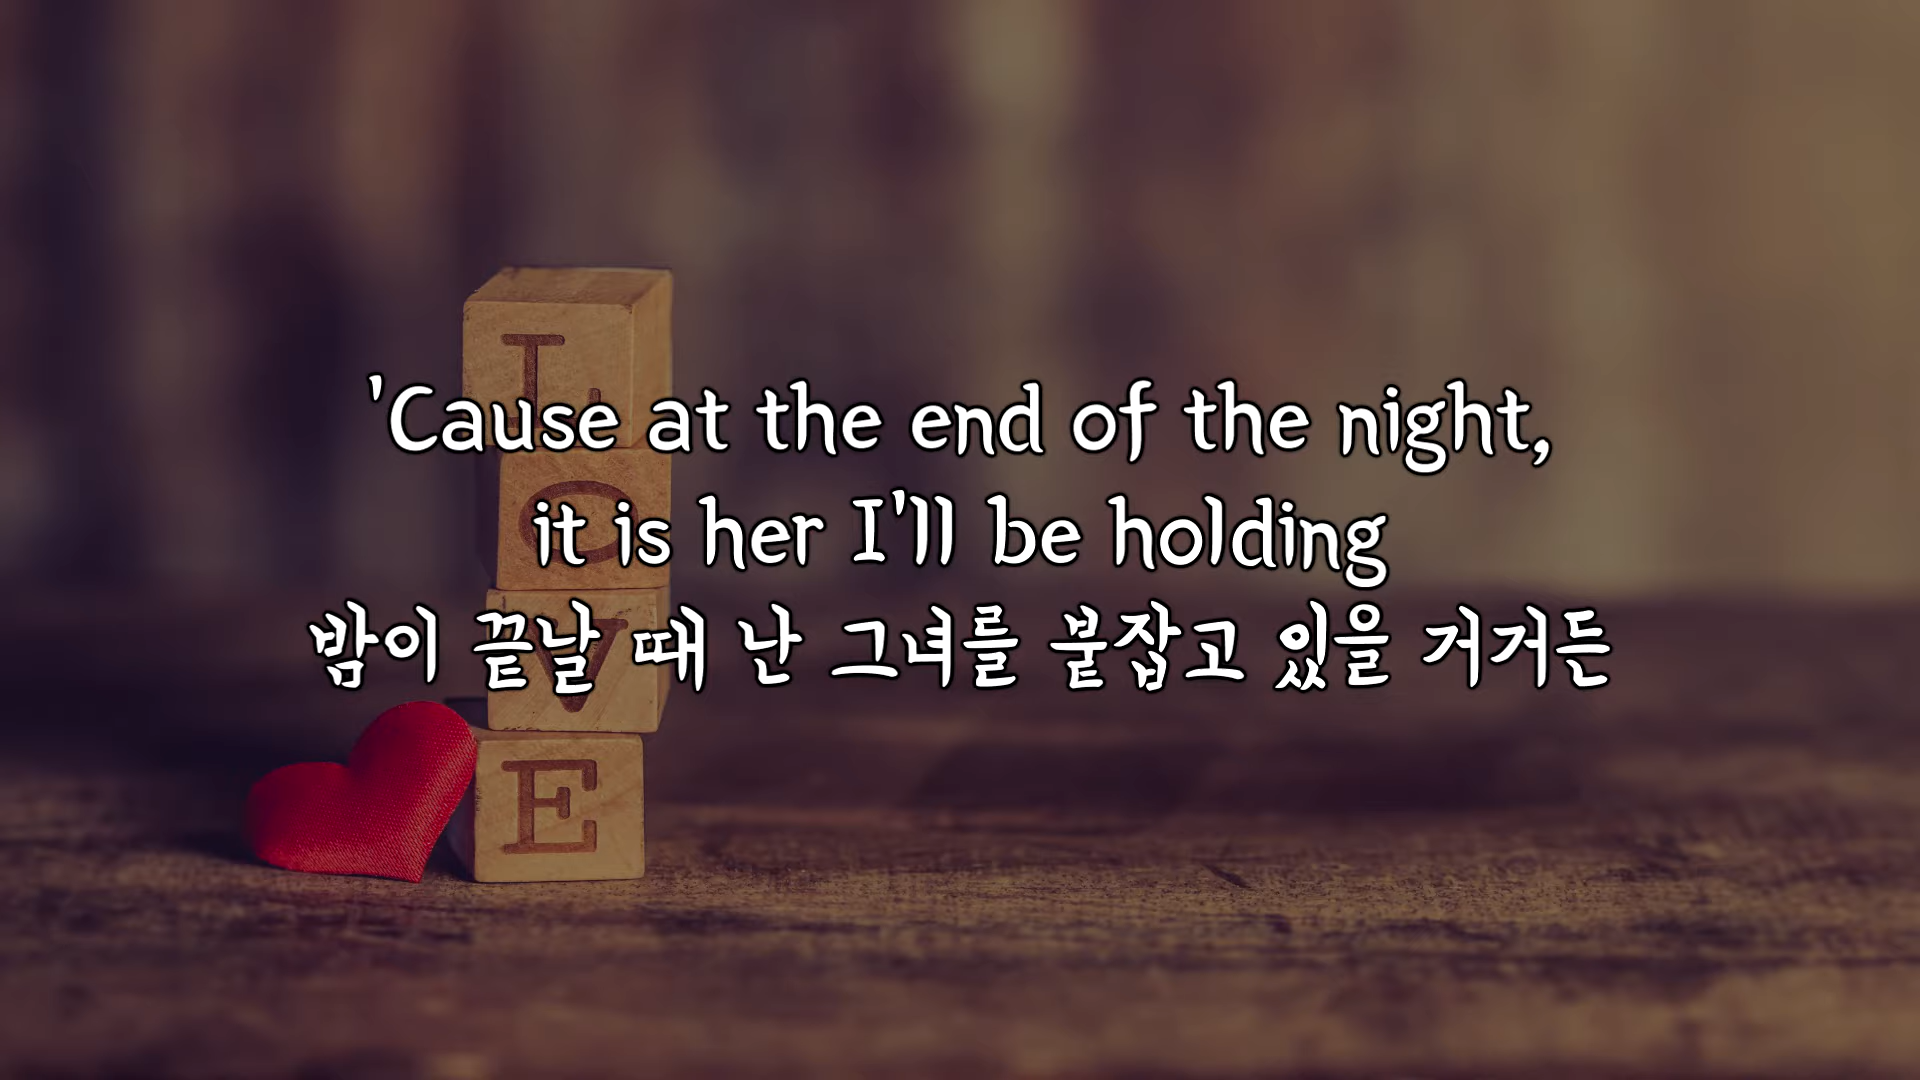 'Cause at the end of the night,
it is her I'll be holding
밤이 끝날 때 난 그녀를 붙잡고 있을 거거든
L
O
V
E